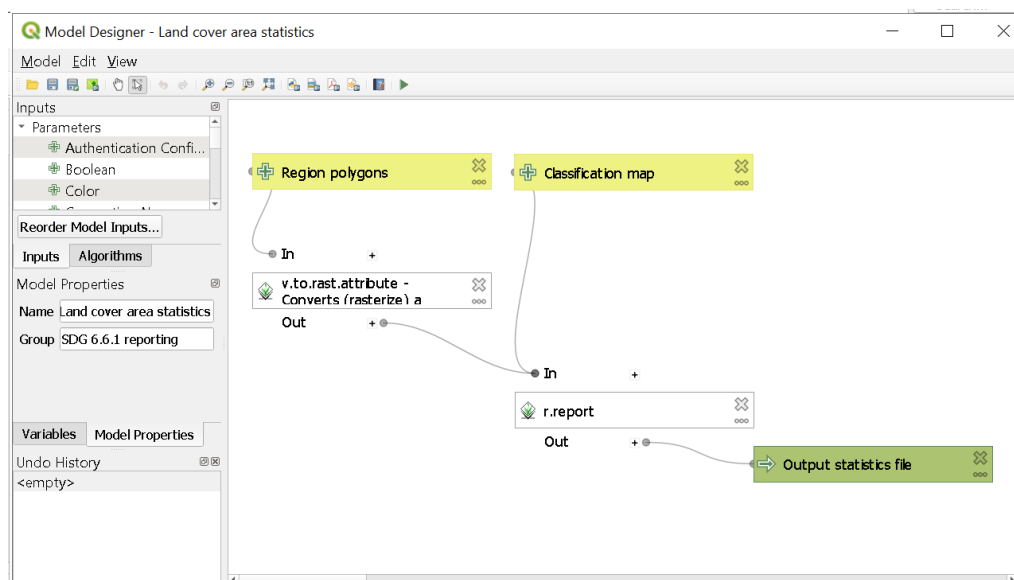 Model Designer - Land cover area statistics
Model Edit View
Inputs
Parameters
Authentication Confi...
Boolean
Color
Reorder Model Inputs...
Inputs Algorithms
Model Properties
Name Land cover area statistics
Group SDG 6.6.1 reporting
Variables Model Properties
Undo History
<empty>
Region polygons
Classification map
In
v.to.rast.attribute -
Converts (rasterize) a
Out
In
r.report
Out
Output statistics file